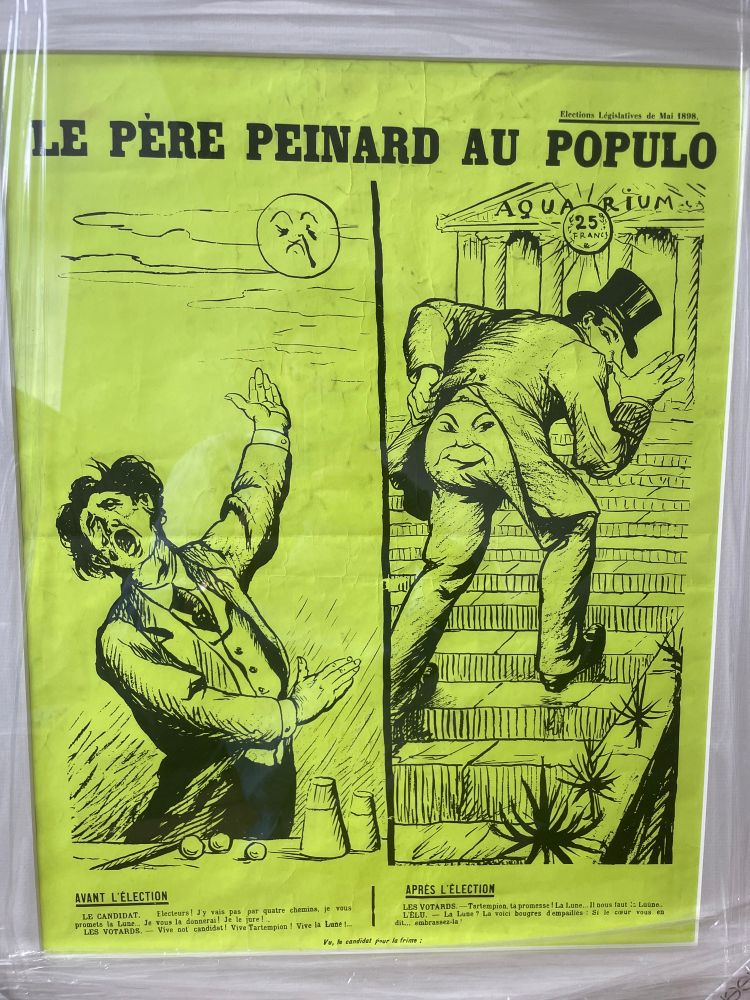 Elections Législatives de Mai 1898.
LE PÈRE PEINARD AU POPULO
AQUARIUM
25
FRANCS
AVANT L'ÉLECTION
LE CANDIDAT. Electeurs! J'y vais pas par quatre chemins, je vous
promets la Lune... Je vous la donnerai! Je le jure!..
LES VOTARDS. — Vive not candidat! Vive Tartempion! Vive la Lune!...
APRÈS L'ÉLECTION
LES VOTARDS. — Tartempion, ta promesse! La Lune... Il nous faut la Luüne..
L'ÉLU. — La Lune? La voici bougres d'empaillés: Si le cœur vous en
dit... embrassez-la!
Vu, le candidat pour la frime: